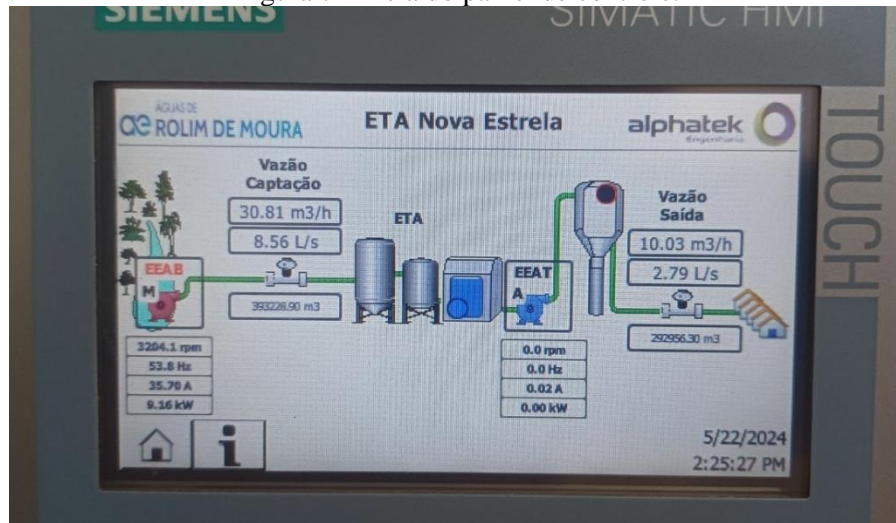 SIEMENS
SIMATIC HMI
TOUCH
ÁGUAS DE
ae ROLIM DE MOURA
ETA Nova Estrela
alphatek
Engenharia
Vazão
Captação
30.81 m3/h
8.56 L/s
393226.90 m3
ETA
Vazão
Saída
10.03 m3/h
2.79 L/s
292956.30 m3
EEAB
M
EEAT
A
3204.1 rpm
53.8 Hz
35.70 A
9.16 kW
0.0 rpm
0.0 Hz
0.02 A
0.00 kW
i
5/22/2024
2:25:27 PM